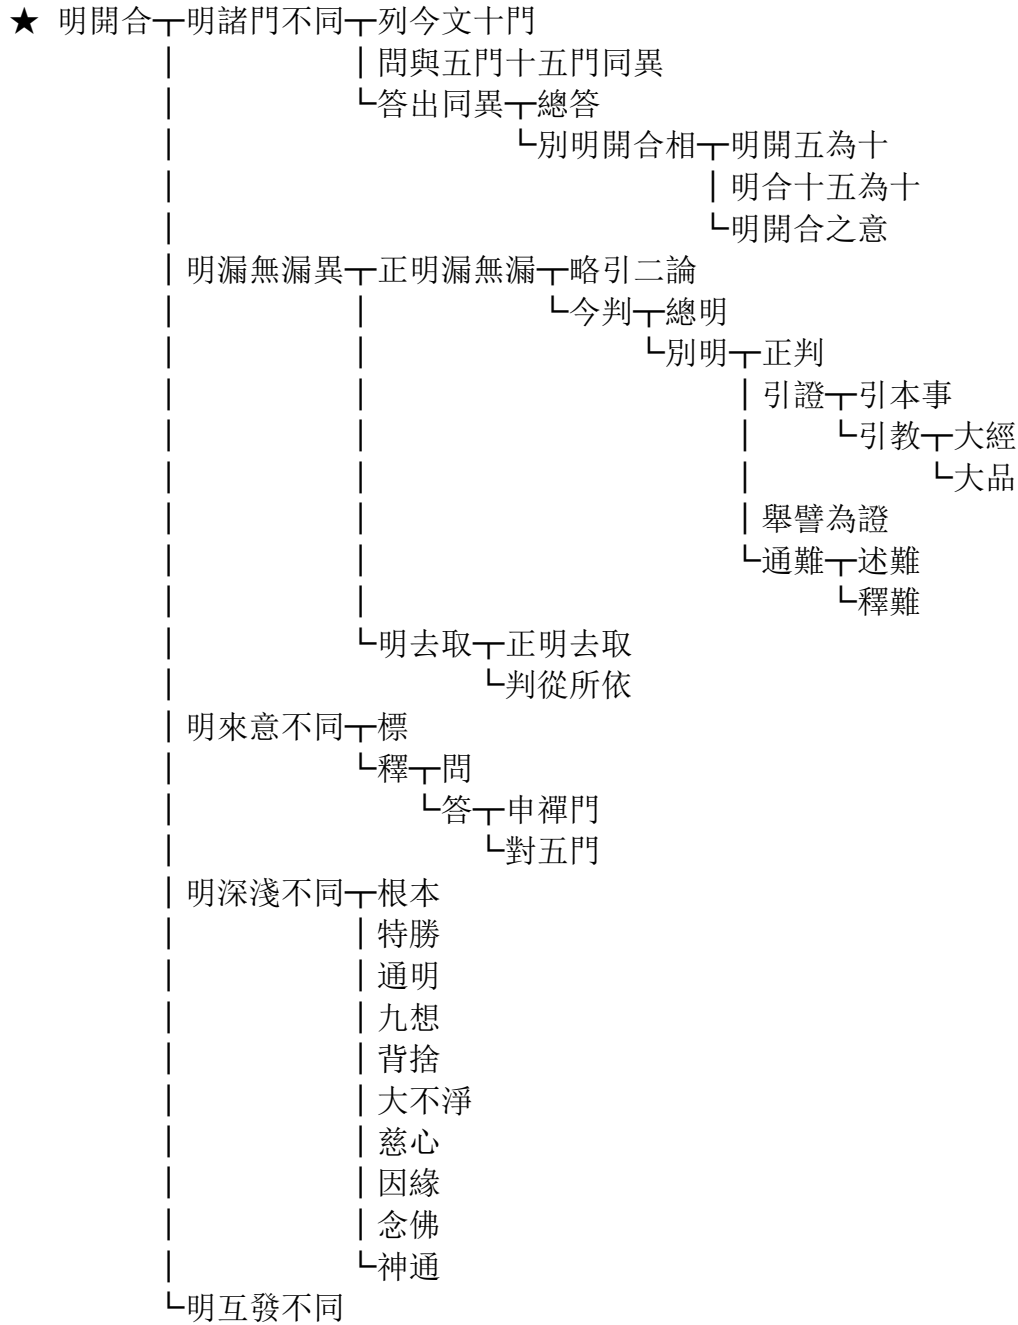 ★ 明開合┬明諸門不同┬列今文十門
｜ ｜問與五門十五門同異
｜ └答出同異┬總答
｜ └別明開合相┬明開五為十
｜ ｜明合十五為十
｜ └明開合之意
｜明漏無漏異┬正明漏無漏┬略引二論
｜ ｜ └今判┬總明
｜ ｜ └別明┬正判
｜ ｜ ｜引證┬引本事
｜ ｜ ｜ └引教┬大經
｜ ｜ ｜ └大品
｜ ｜ ｜舉譬為證
｜ ｜ └通難┬述難
｜ ｜ └釋難
｜ └明去取┬正明去取
｜ └判從所依
｜明來意不同┬標
｜ └釋┬問
｜ └答┬申禪門
｜ └對五門
｜明深淺不同┬根本
｜ ｜特勝
｜ ｜通明
｜ ｜九想
｜ ｜背捨
｜ ｜大不淨
｜ ｜慈心
｜ ｜因緣
｜ ｜念佛
｜ └神通
└明互發不同